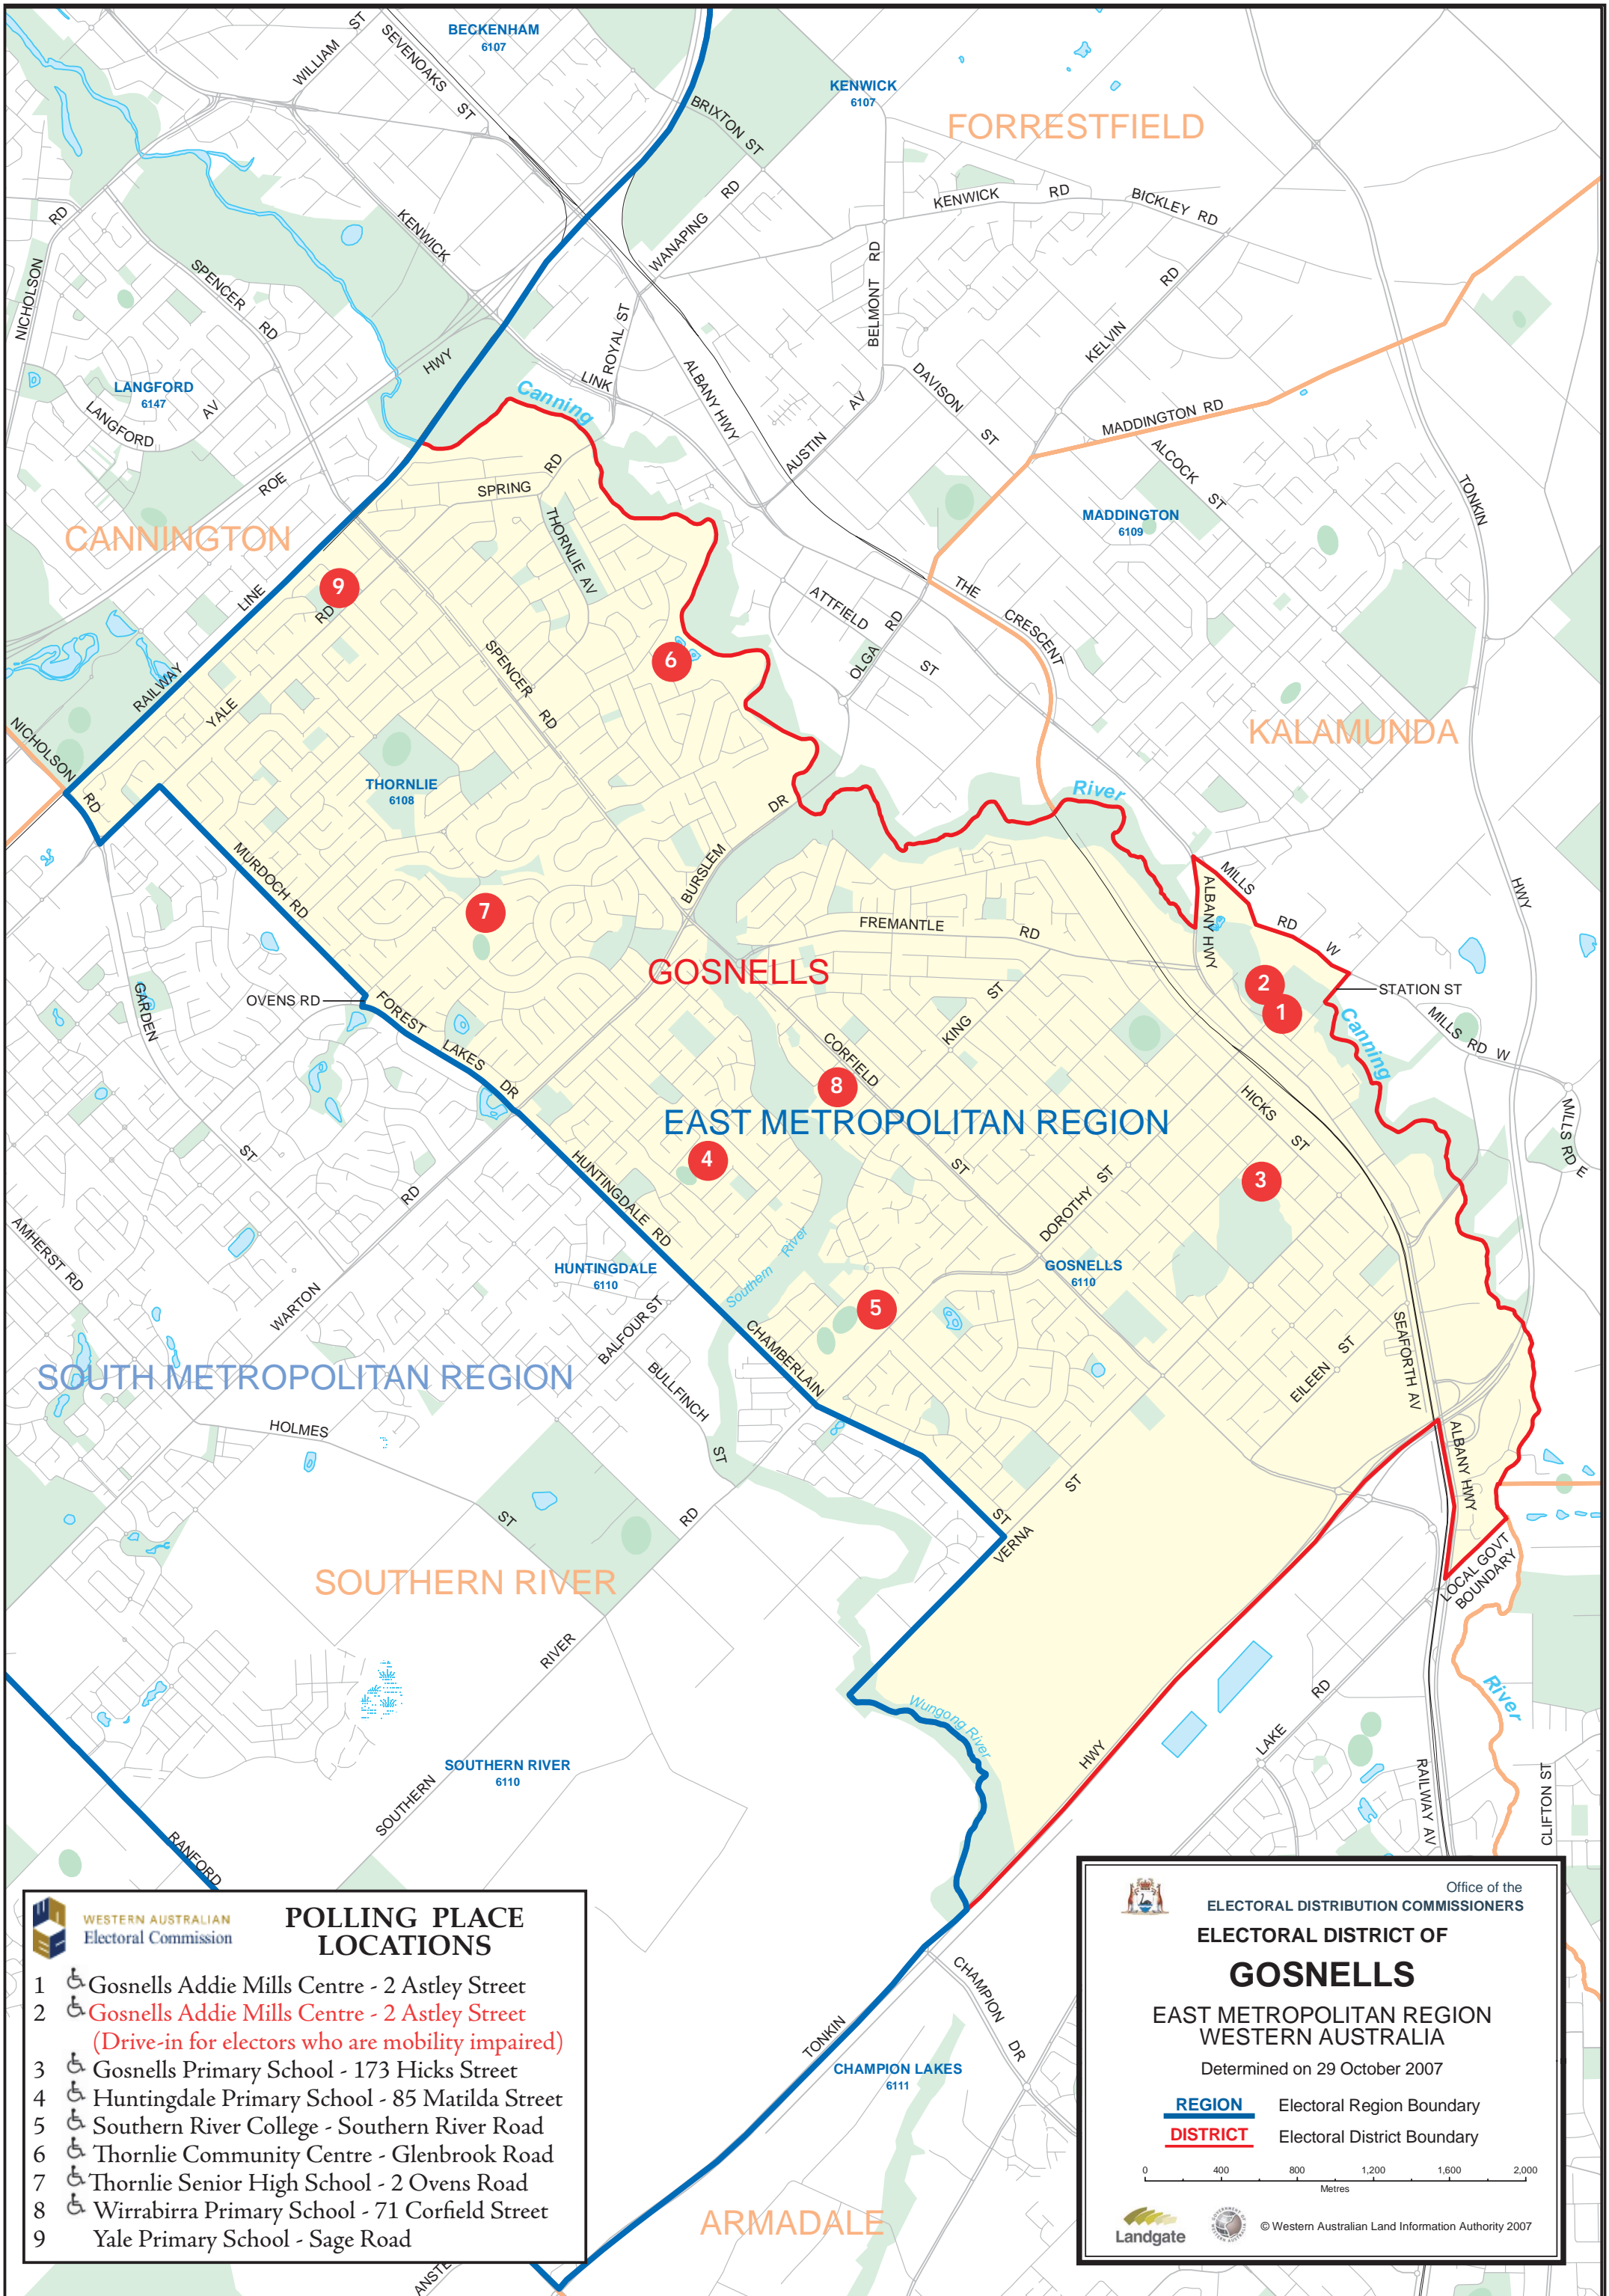 BECKENHAM
6107
WILLIAM ST
SEVENOAKS ST
KENWICK
6107
BRIXTON ST
FORRESTFIELD
WANAPING RD
KENWICK RD
BICKLEY RD
NICHOLSON RD
SPENCER RD
KENWICK LINK
ROYAL ST
BELMONT RD
KELVIN RD
LANGFORD
6147
LANGFORD AV
ROE HWY
Canning
ALBANY HWY
AUSTIN AV
DAVISON ST
MADDINGTON RD
ALCOCK ST
TONKIN HWY
CANNINGTON
SPRING RD
THORNLIE AV
MADDINGTON
6109
9
RAILWAY LINE
YALE RD
SPENCER RD
6
ATTFIELD ST
OLGA RD
THE CRESCENT
KALAMUNDA
NICHOLSON RD
THORNLIE
6108
River
MURDOCH RD
7
BURSLEM DR
FREMANTLE RD
ALBANY HWY
MILLS RD W
GOSNELLS
2
1
STATION ST
Canning
MILLS RD W
MILLS RD E
OVENS RD
GARDEN ST
FOREST LAKES DR
KING ST
CORFIELD ST
8
EAST METROPOLITAN REGION
HICKS ST
4
3
HUNTINGDALE RD
DOROTHY ST
AMHERST RD
WARTON RD
HUNTINGDALE
6110
Southern River
GOSNELLS
6110
5
BALFOUR ST
CHAMBERLAIN ST
EILEEN ST
SEAFORTH AV
SOUTH METROPOLITAN REGION
BULLFINCH ST
HOLMES ST
ALBANY HWY
VERNA ST
LOCAL GOVT
BOUNDARY
SOUTHERN RIVER
SOUTHERN RIVER RD
Wungong River
River
LAKE RD
HWY
SOUTHERN RIVER
6110
RAILWAY AV
CLIFTON ST
RANFORD
CHAMPION DR
TONKIN
CHAMPION LAKES
6111
ARMADALE
WESTERN AUSTRALIAN
Electoral Commission
POLLING PLACE
LOCATIONS
1 Gosnells Addie Mills Centre - 2 Astley Street
2 Gosnells Addie Mills Centre - 2 Astley Street
(Drive-in for electors who are mobility impaired)
3 Gosnells Primary School - 173 Hicks Street
4 Huntingdale Primary School - 85 Matilda Street
5 Southern River College - Southern River Road
6 Thornlie Community Centre - Glenbrook Road
7 Thornlie Senior High School - 2 Ovens Road
8 Wirrabirra Primary School - 71 Corfield Street
9 Yale Primary School - Sage Road
Office of the
ELECTORAL DISTRIBUTION COMMISSIONERS
ELECTORAL DISTRICT OF
GOSNELLS
EAST METROPOLITAN REGION
WESTERN AUSTRALIA
Determined on 29 October 2007
REGION Electoral Region Boundary
DISTRICT Electoral District Boundary
0 400 800 1,200 1,600 2,000
Metres
Landgate
© Western Australian Land Information Authority 2007